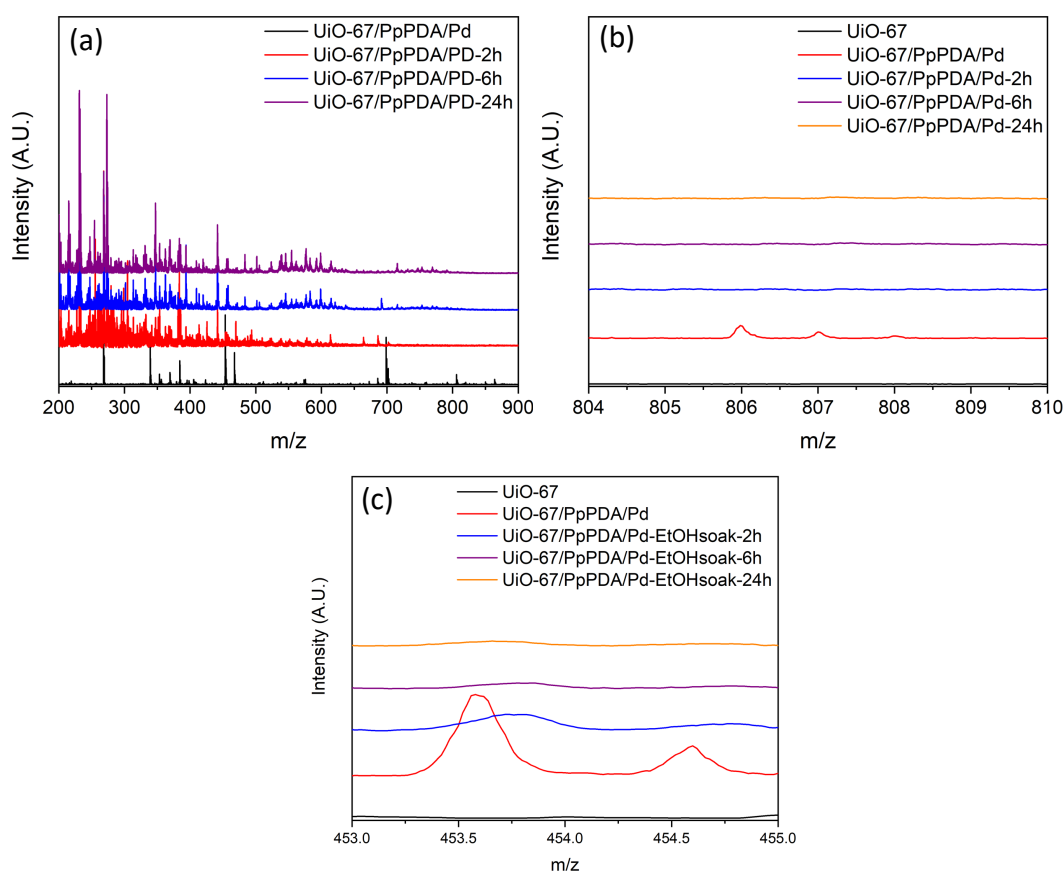 (a)
UiO-67/PpPDA/Pd
UiO-67/PpPDA/PD-2h
UiO-67/PpPDA/PD-6h
UiO-67/PpPDA/PD-24h
Intensity (A.U.)
200 300 400 500 600 700 800 900
m/z
(b)
UiO-67
UiO-67/PpPDA/Pd
UiO-67/PpPDA/Pd-2h
UiO-67/PpPDA/Pd-6h
UiO-67/PpPDA/Pd-24h
Intensity (A.U.)
804 805 806 807 808 809 810
m/z
(c)
UiO-67
UiO-67/PpPDA/Pd
UiO-67/PpPDA/Pd-EtOHsoak-2h
UiO-67/PpPDA/Pd-EtOHsoak-6h
UiO-67/PpPDA/Pd-EtOHsoak-24h
Intensity (A.U.)
453.0 453.5 454.0 454.5 455.0
m/z